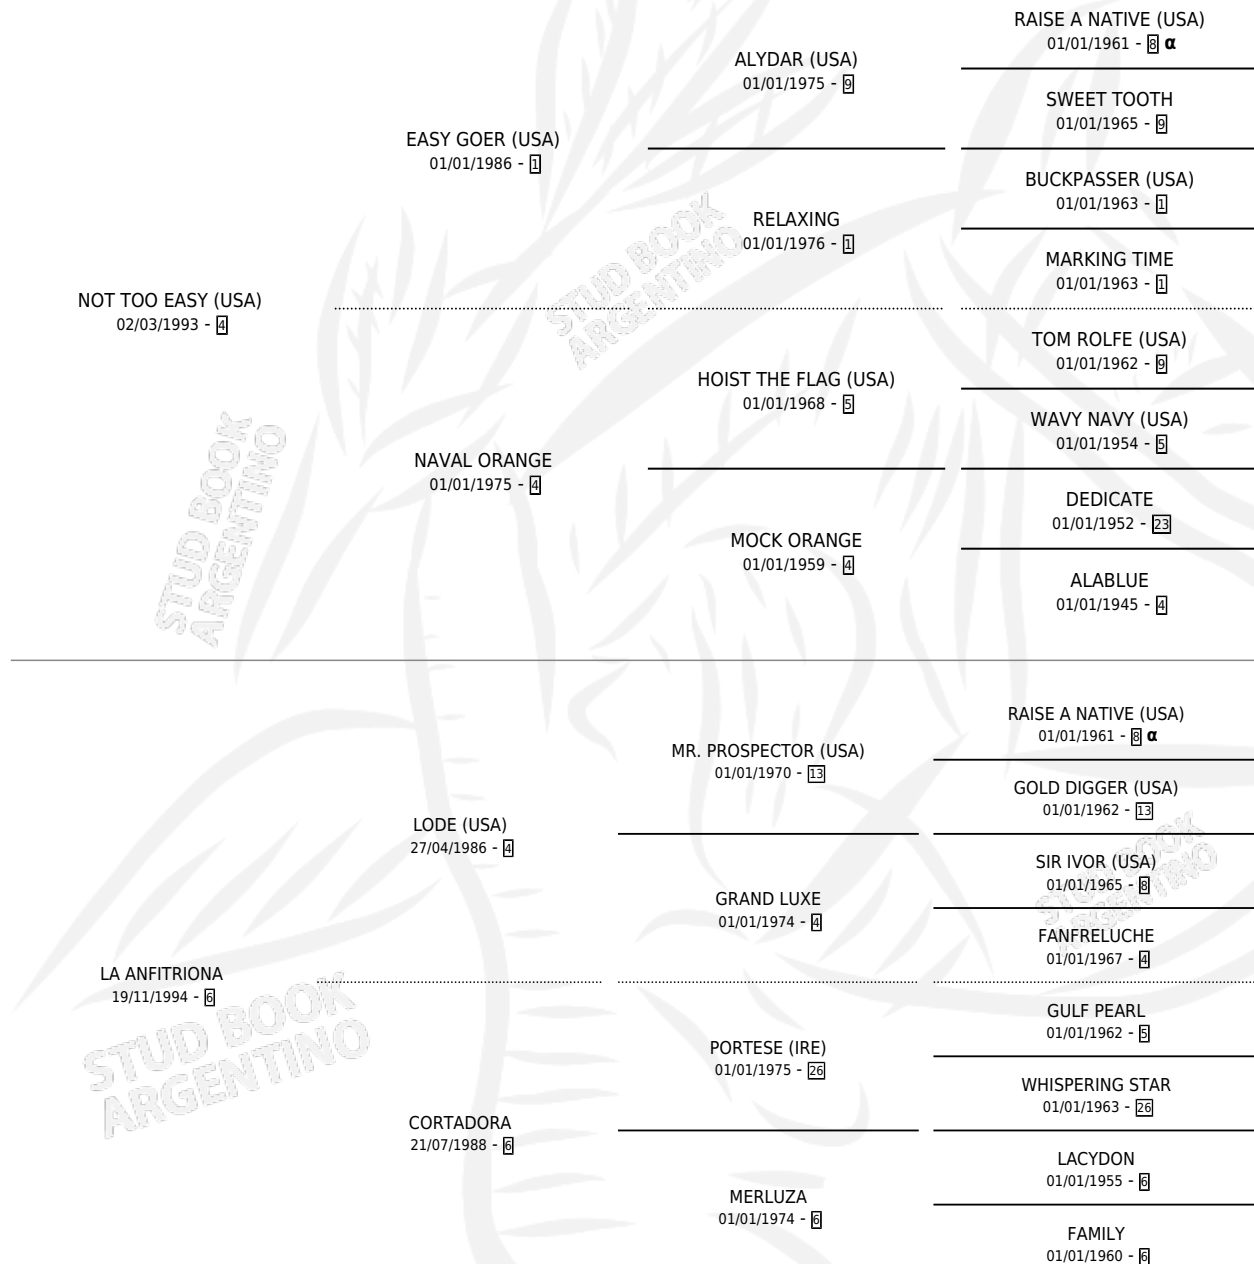 RAISE A NATIVE (USA)
01/01/1961 - 8 α
ALYDAR (USA)
01/01/1975 - 9
SWEET TOOTH
01/01/1965 - 9
EASY GOER (USA)
01/01/1986 - 1
BUCKPASSER (USA)
01/01/1963 - 1
RELAXING
01/01/1976 - 1
MARKING TIME
01/01/1963 - 1
NOT TOO EASY (USA)
02/03/1993 - 4
TOM ROLFE (USA)
01/01/1962 - 9
HOIST THE FLAG (USA)
01/01/1968 - 5
WAVY NAVY (USA)
01/01/1954 - 5
NAVAL ORANGE
01/01/1975 - 4
DEDICATE
01/01/1952 - 23
MOCK ORANGE
01/01/1959 - 4
ALABLUE
01/01/1945 - 4
RAISE A NATIVE (USA)
01/01/1961 - 8 α
MR. PROSPECTOR (USA)
01/01/1970 - 13
GOLD DIGGER (USA)
01/01/1962 - 13
LODE (USA)
27/04/1986 - 4
SIR IVOR (USA)
01/01/1965 - 8
GRAND LUXE
01/01/1974 - 4
FANFRELUCHE
01/01/1967 - 4
LA ANFITRIONA
19/11/1994 - 6
GULF PEARL
01/01/1962 - 5
PORTESE (IRE)
01/01/1975 - 26
WHISPERING STAR
01/01/1963 - 26
CORTADORA
21/07/1988 - 6
LACYDON
01/01/1955 - 6
MERLUZA
01/01/1974 - 6
FAMILY
01/01/1960 - 6
STUD BOOK
ARGENTINO
STUD BOOK
ARGENTINO
STUD BOOK
ARGENTINO
STUD BOOK
ARGENTINO